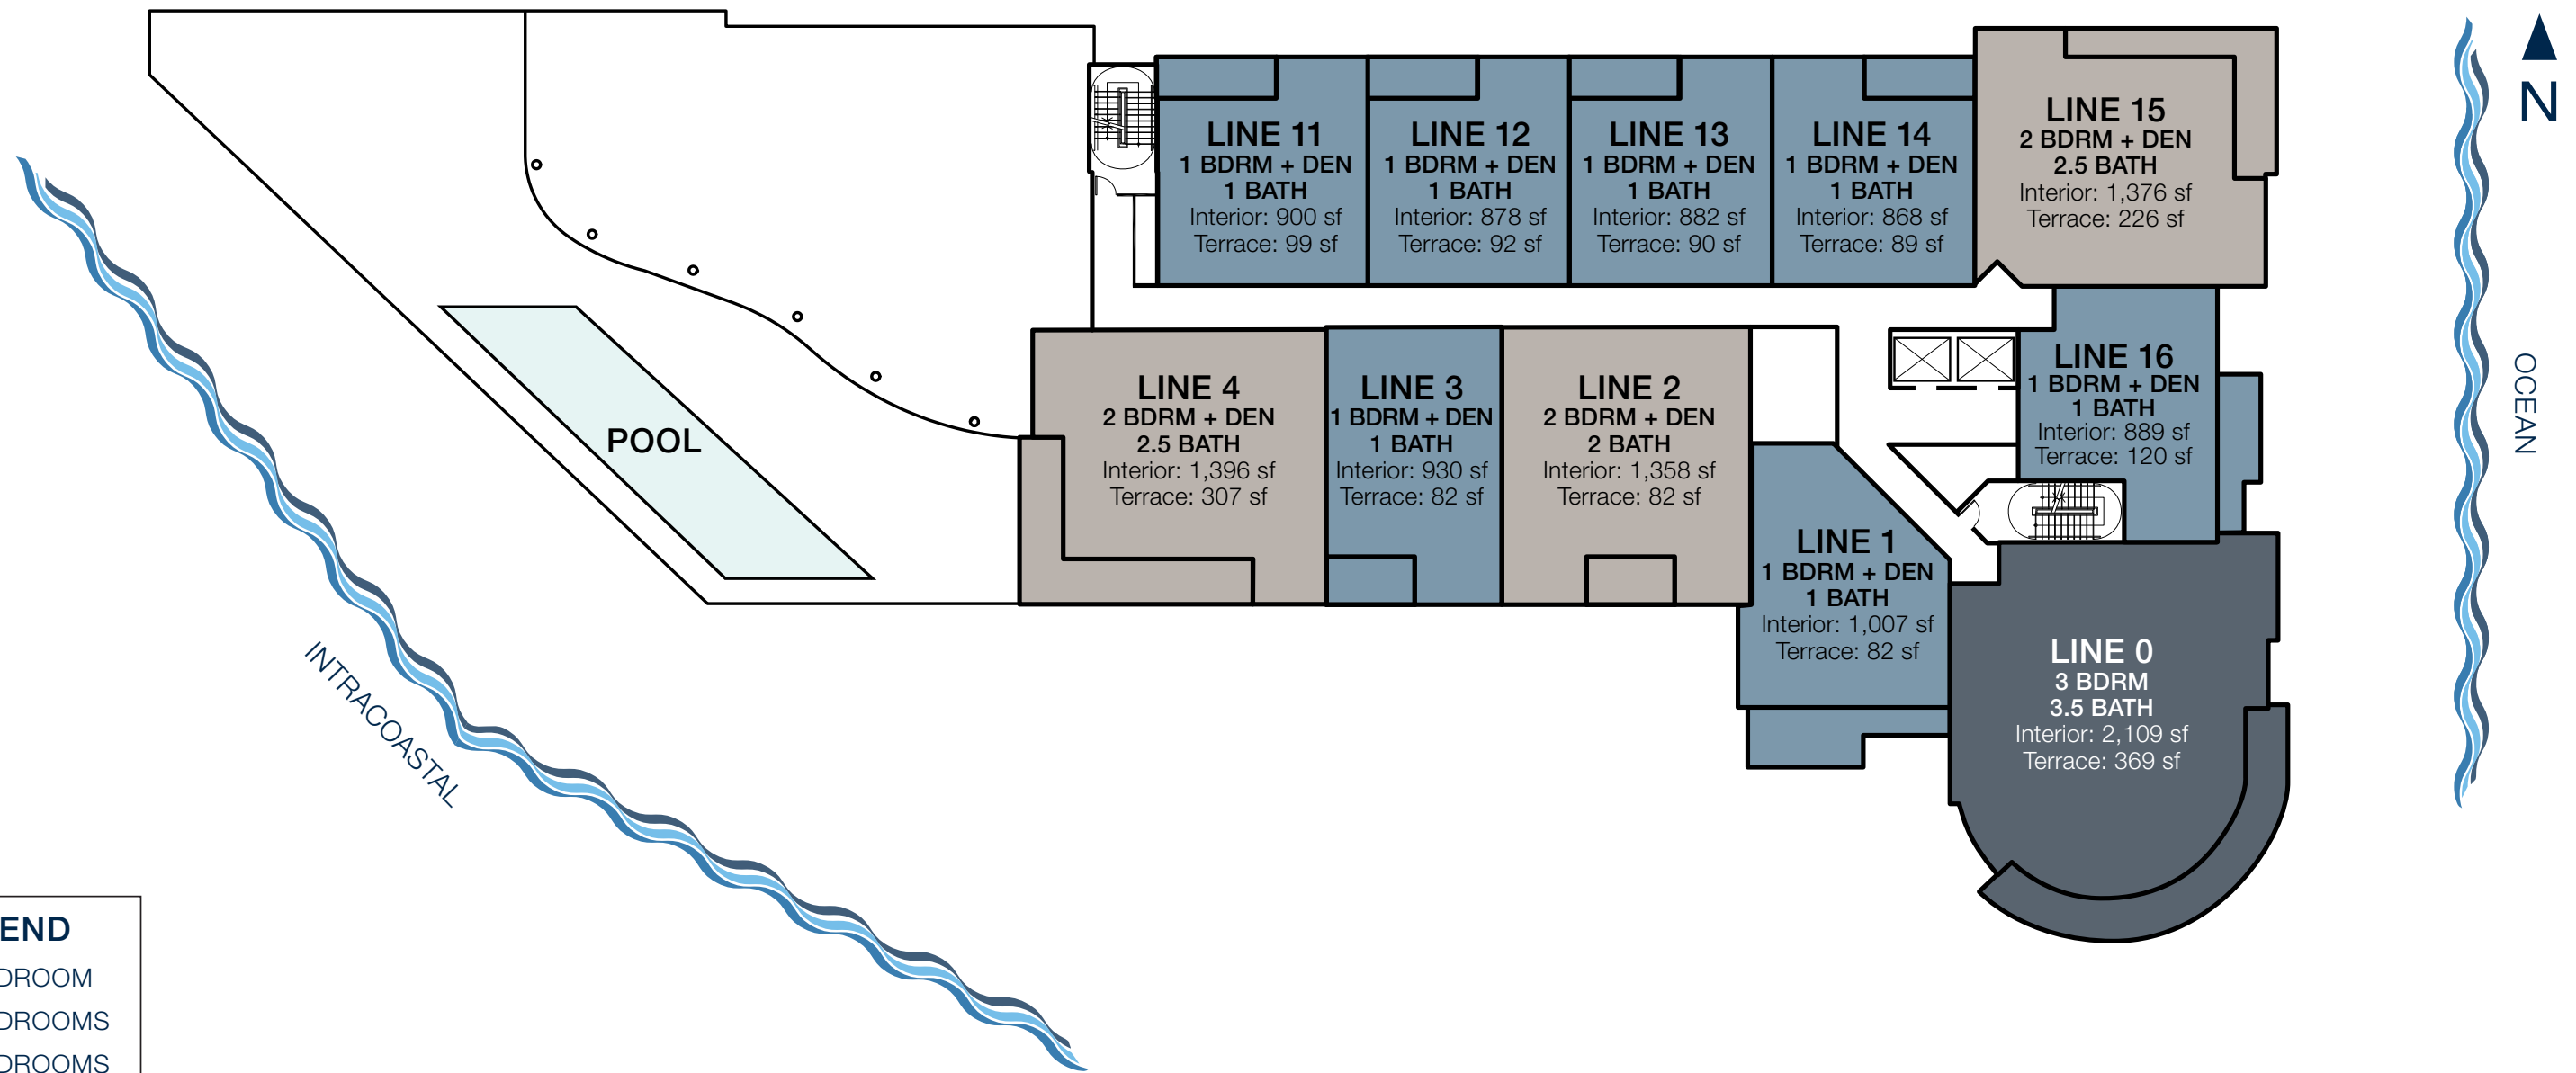 N
LINE 11
1 BDRM + DEN
1 BATH
Interior: 900 sf
Terrace: 99 sf
LINE 12
1 BDRM + DEN
1 BATH
Interior: 878 sf
Terrace: 92 sf
LINE 13
1 BDRM + DEN
1 BATH
Interior: 882 sf
Terrace: 90 sf
LINE 14
1 BDRM + DEN
1 BATH
Interior: 868 sf
Terrace: 89 sf
LINE 15
2 BDRM + DEN
2.5 BATH
Interior: 1,376 sf
Terrace: 226 sf
OCEAN
POOL
LINE 4
2 BDRM + DEN
2.5 BATH
Interior: 1,396 sf
Terrace: 307 sf
LINE 3
1 BDRM + DEN
1 BATH
Interior: 930 sf
Terrace: 82 sf
LINE 2
2 BDRM + DEN
2 BATH
Interior: 1,358 sf
Terrace: 82 sf
LINE 16
1 BDRM + DEN
1 BATH
Interior: 889 sf
Terrace: 120 sf
LINE 1
1 BDRM + DEN
1 BATH
Interior: 1,007 sf
Terrace: 82 sf
LINE 0
3 BDRM
3.5 BATH
Interior: 2,109 sf
Terrace: 369 sf
INTRACOASTAL
END
DROOM
DROOMS
DROOMS